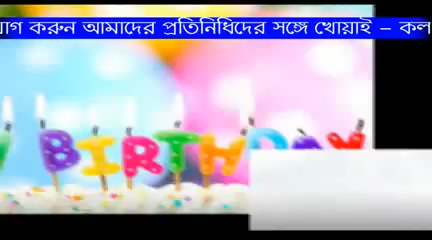 যোগ করুন আমাদের প্রতিনিধিদের সঙ্গে খোয়াই – কল
BIRTHDAY